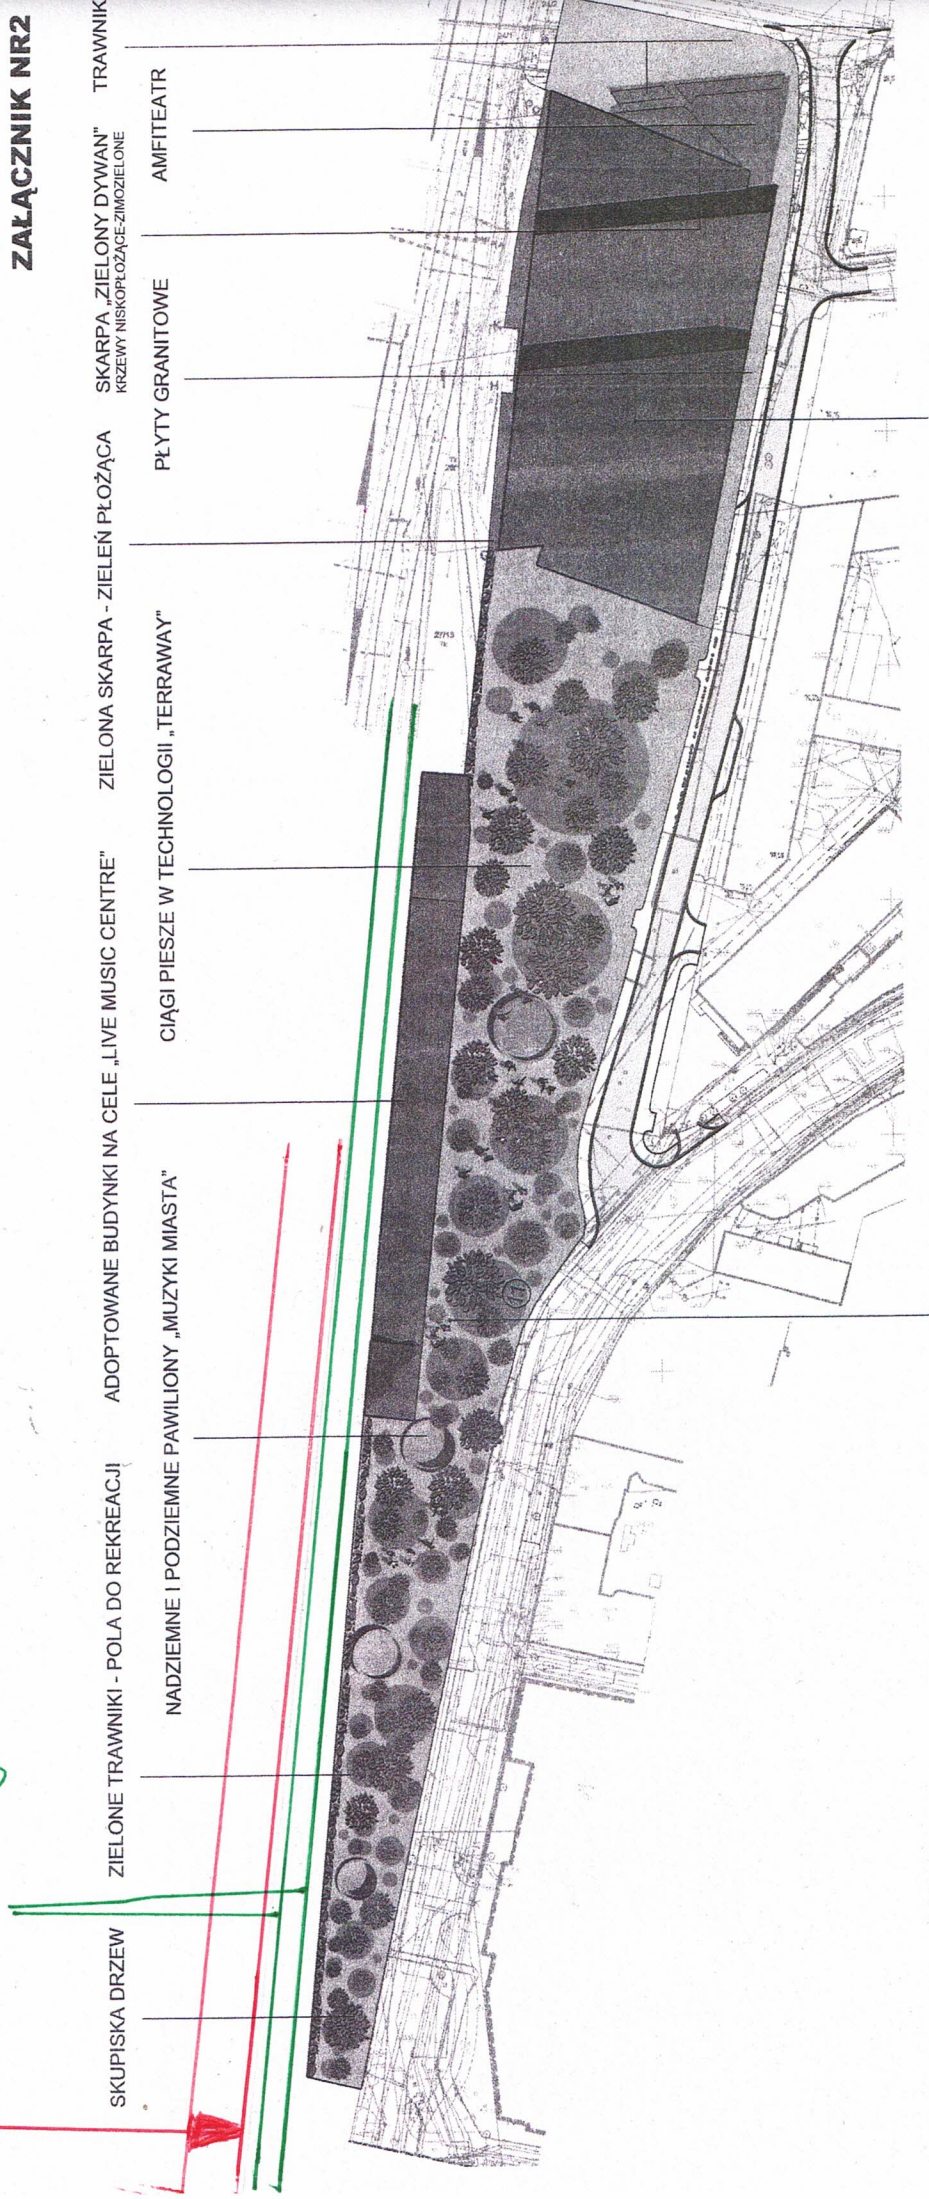 ZAŁĄCZNIK NR2
SKUPISKA DRZEW
ZIELONE TRAWNIKI - POLA DO REKREACJI
ADOPTOWANE BUDYNKI NA CELE „LIVE MUSIC CENTRE"
ZIELONA SKARPA - ZIELEŃ PŁOŻĄCA
SKARPA „ZIELONY DYWAN"
KRZEWY NISKOPŁOŻĄCE-ZIMOZIELONE
TRAWNIK
NADZIEMNE I PODZIEMNE PAWILIONY „MUZYKI MIASTA"
CIĄGI PIESZE W TECHNOLOGII „TERRAWAY"
PŁYTY GRANITOWE
AMFITEATR
H
K